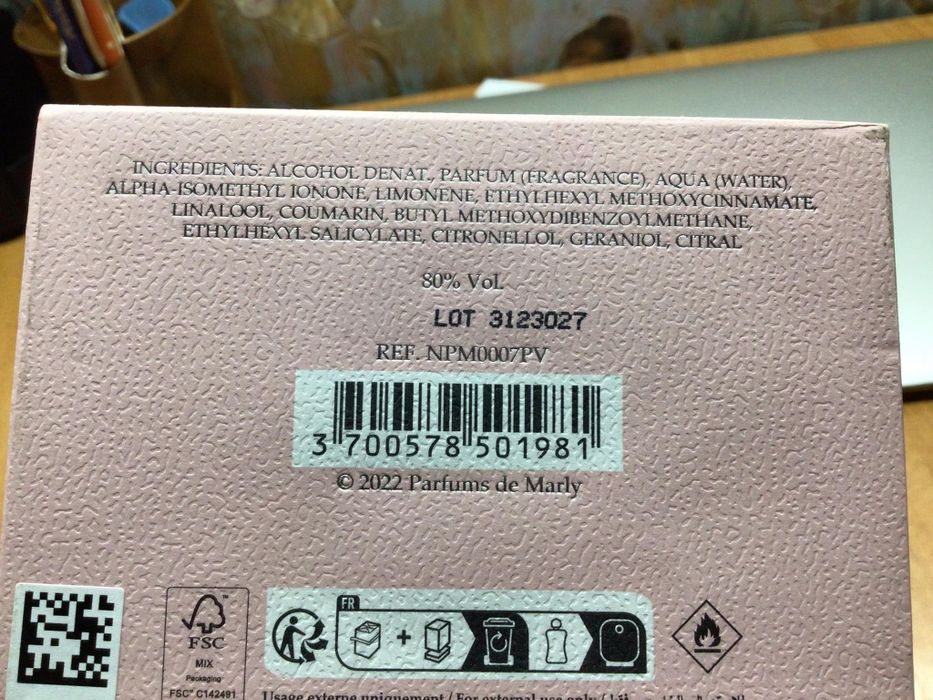 INGREDIENTS: ALCOHOL DENAT., PARFUM (FRAGRANCE), AQUA (WATER),
ALPHA-ISOMETHYL IONONE, LIMONENE, ETHYLHEXYL METHOXYCINNAMATE,
LINALOOL, COUMARIN, BUTYL METHOXYDIBENZOYLMETHANE,
ETHYLHEXYL SALICYLATE, CITRONELLOL, GERANIOL, CITRAL
80% Vol.
LOT 3123027
REF. NPM0007PV
3 700578 501981
© 2022 Parfums de Marly
FR
FSC™
MIX
Packaging
FSC® C142491
Usage externe uniquement / For external use only /